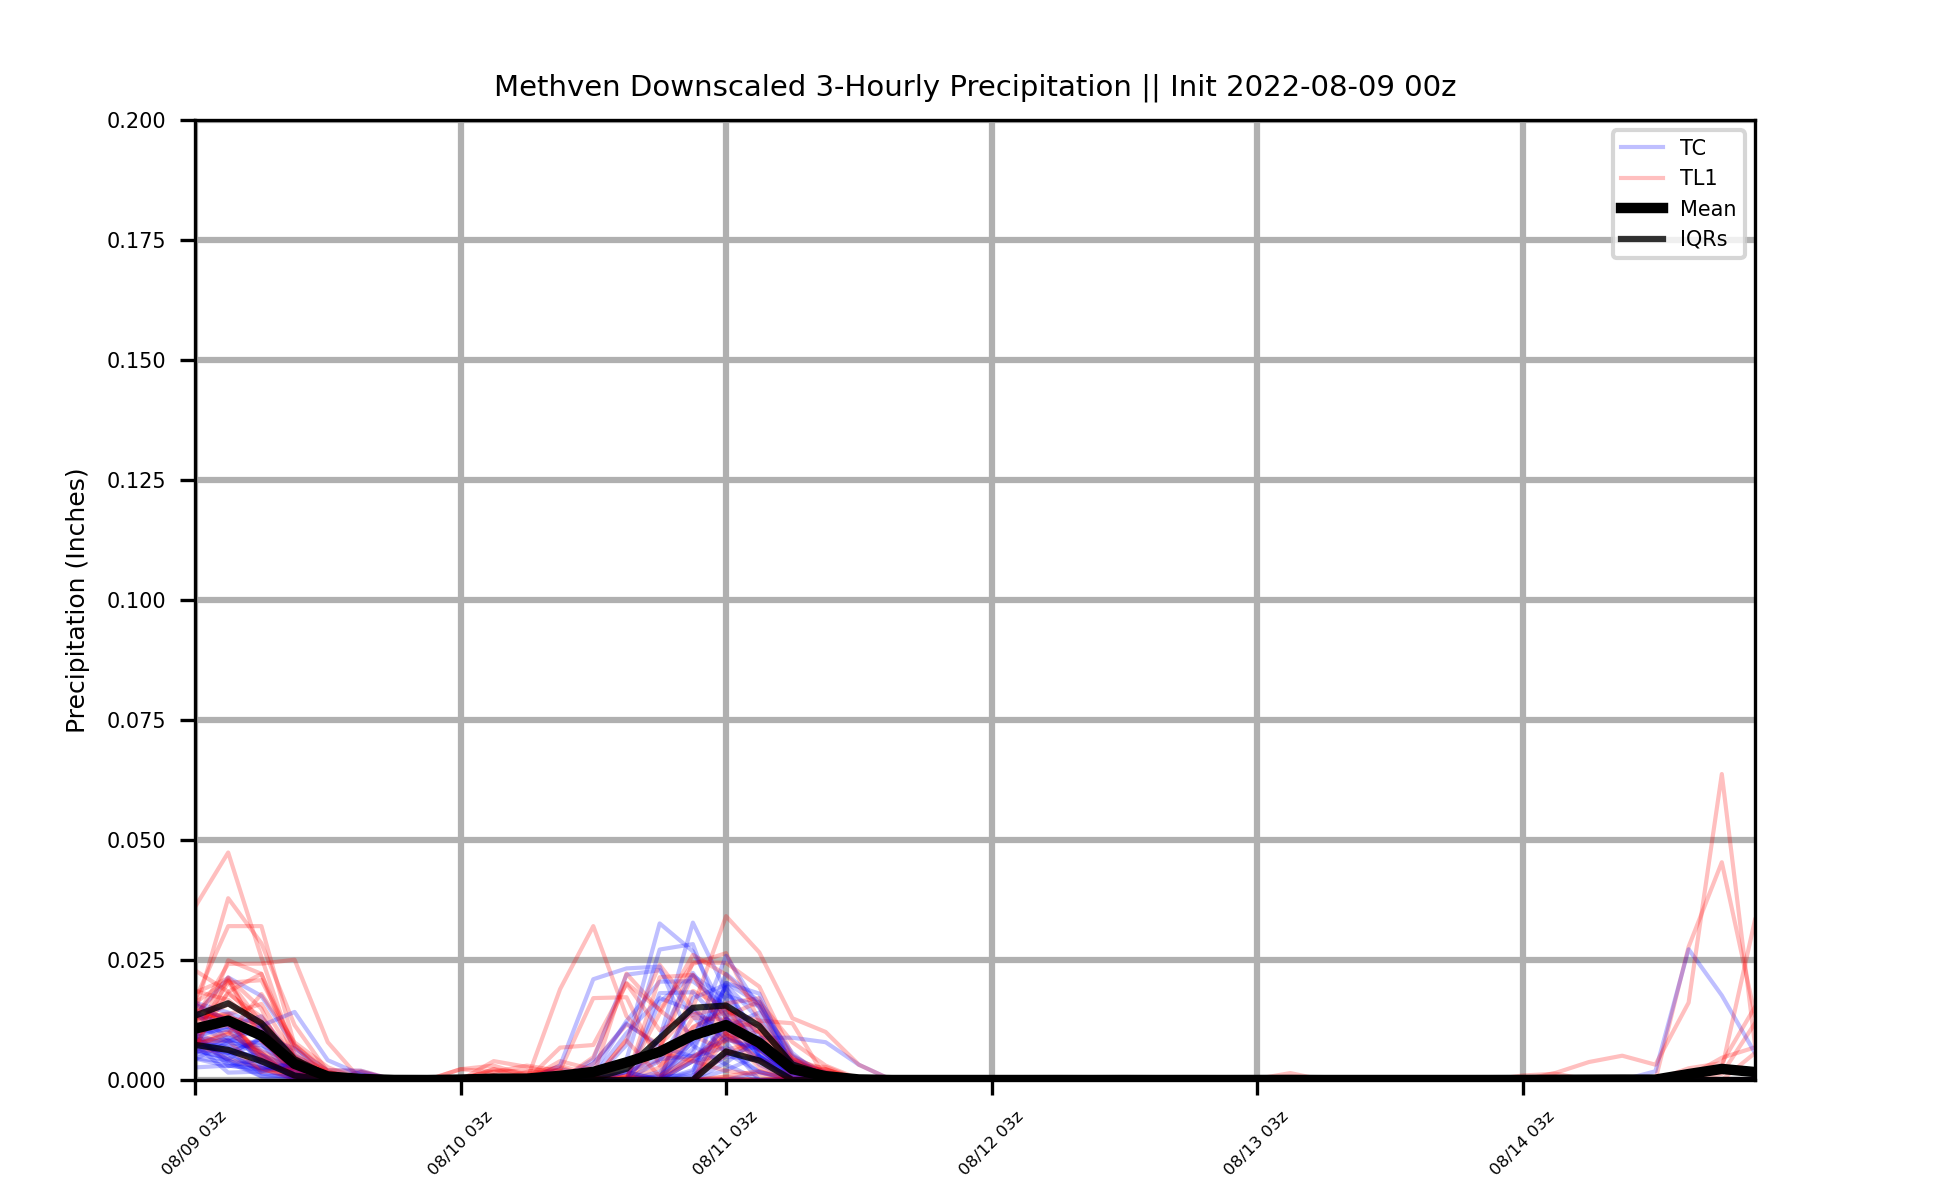 Methven Downscaled 3-Hourly Precipitation || Init 2022-08-09 00z
0.200
0.175
0.150
0.125
0.100
0.075
0.050
0.025
0.000
Precipitation (Inches)
TC
TL1
Mean
IQRs
08/09 03z
08/10 03z
08/11 03z
08/12 03z
08/13 03z
08/14 03z